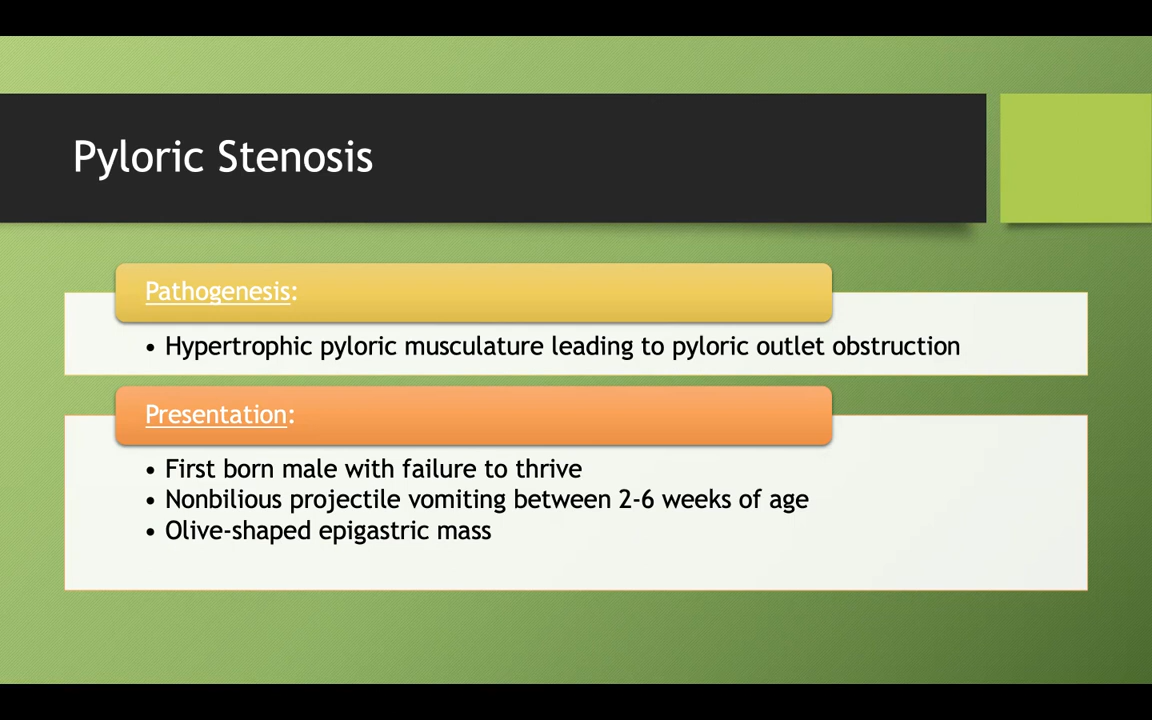 Pyloric Stenosis
Pathogenesis:
• Hypertrophic pyloric musculature leading to pyloric outlet obstruction
Presentation:
• First born male with failure to thrive
• Nonbilious projectile vomiting between 2-6 weeks of age
• Olive-shaped epigastric mass